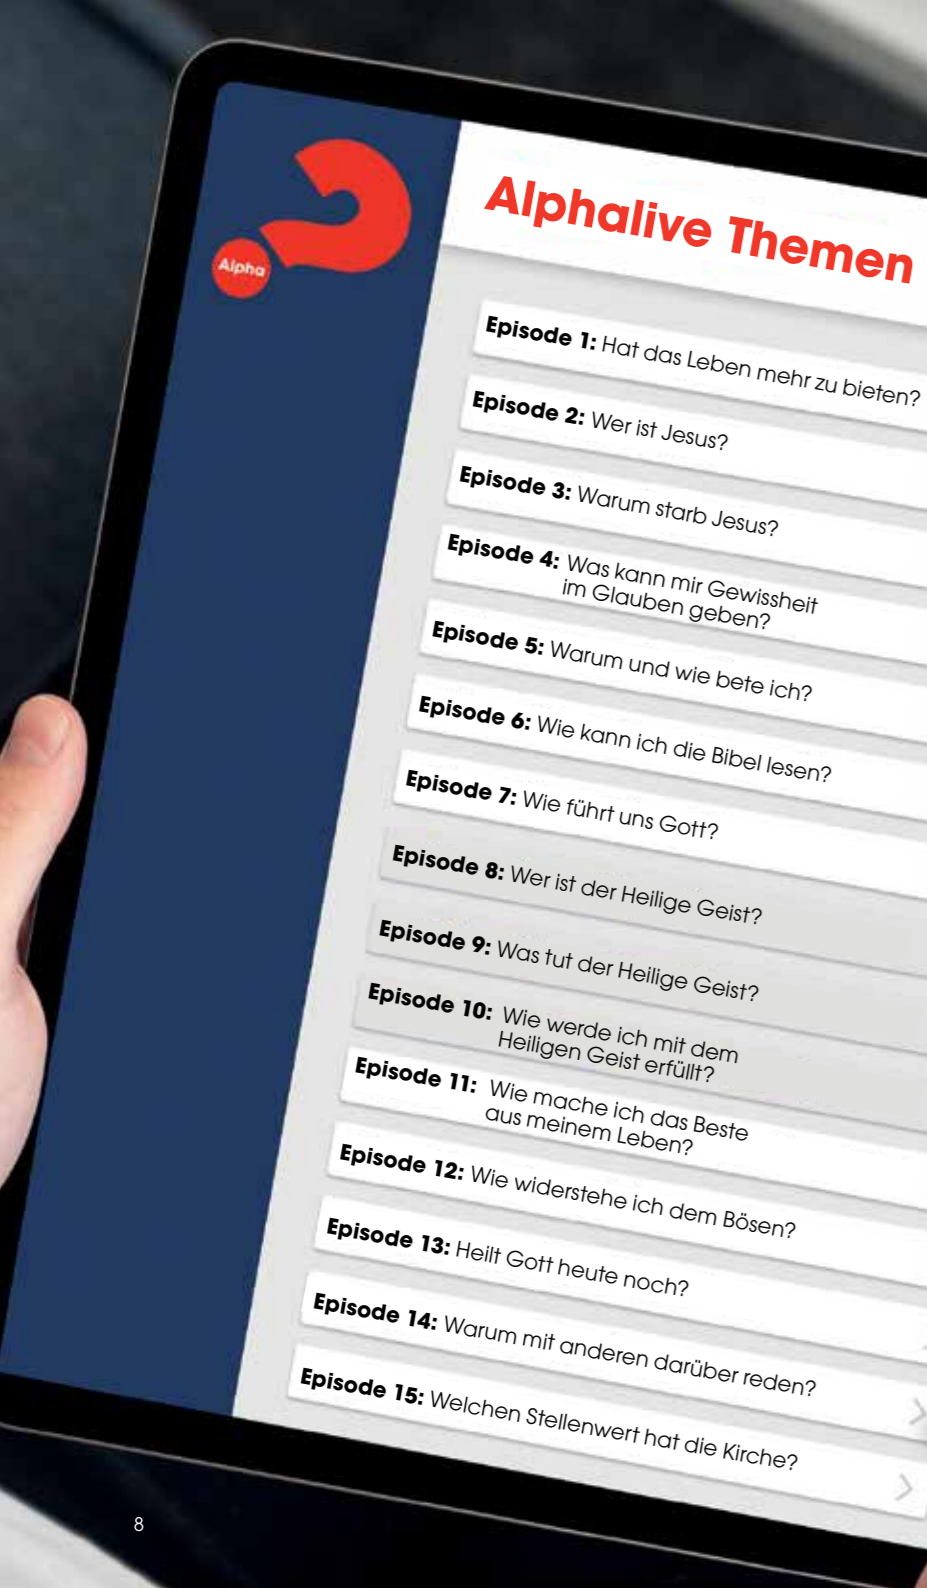 Alpha
Alphalive Themen
Episode 1: Hat das Leben mehr zu bieten?
Episode 2: Wer ist Jesus?
Episode 3: Warum starb Jesus?
Episode 4: Was kann mir Gewissheit
im Glauben geben?
Episode 5: Warum und wie bete ich?
Episode 6: Wie kann ich die Bibel lesen?
Episode 7: Wie führt uns Gott?
Episode 8: Wer ist der Heilige Geist?
Episode 9: Was tut der Heilige Geist?
Episode 10: Wie werde ich mit dem
Heiligen Geist erfüllt?
Episode 11: Wie mache ich das Beste
aus meinem Leben?
Episode 12: Wie widerstehe ich dem Bösen?
Episode 13: Heilt Gott heute noch?
Episode 14: Warum mit anderen darüber reden?
Episode 15: Welchen Stellenwert hat die Kirche?
8